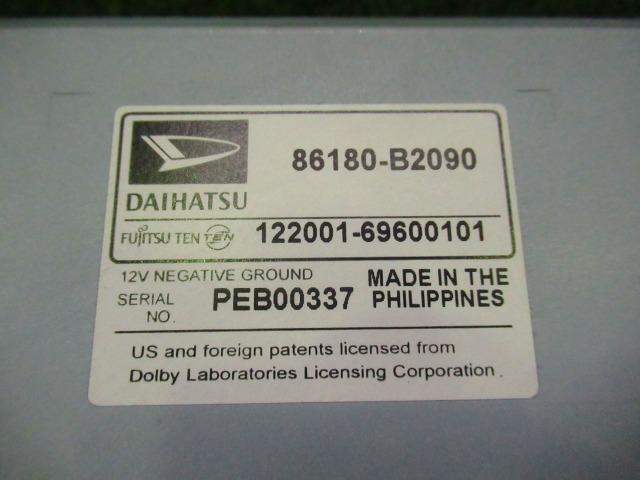 86180-B2090
DAIHATSU
FUJITSU TEN TEN 122001-69600101
12V NEGATIVE GROUND
SERIAL NO. PEB00337
MADE IN THE
PHILIPPINES
US and foreign patents licensed from
Dolby Laboratories Licensing Corporation.